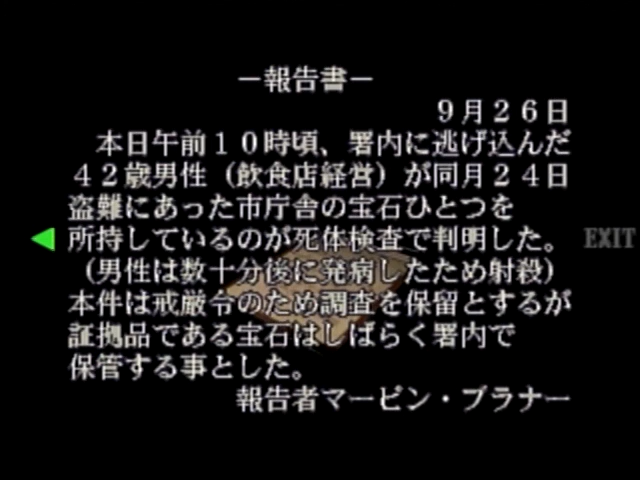 －報告書－
９月２６日
　本日午前１０時頃、署内に逃げ込んだ
４２歳男性（飲食店経営）が同月２４日
盗難にあった市庁舎の宝石ひとつを
所持しているのが死体検査で判明した。
（男性は数十分後に発病したため射殺）
本件は戒厳令のため調査を保留とするが
証拠品である宝石はしばらく署内で
保管する事とした。
報告者マービン・ブラナー
EXIT